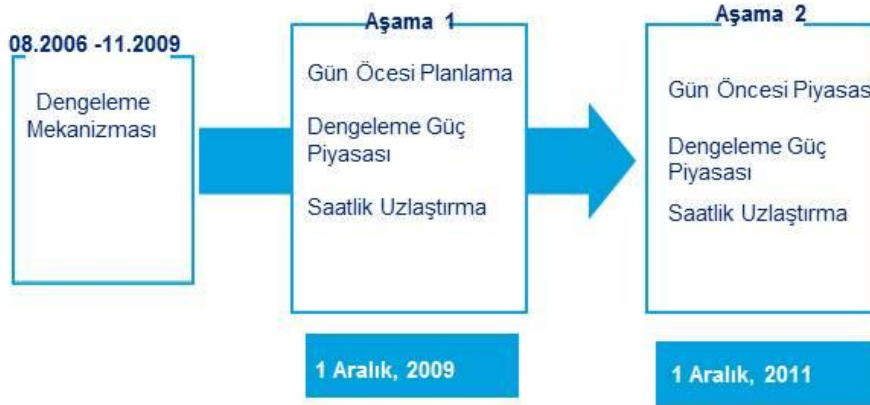 08.2006 -11.2009
Dengeleme
Mekanizması
Aşama 1
Gün Öcesi Planlama
Dengeleme Güç
Piyasası
Saatlik Uzlaştırma
1 Aralık, 2009
Aşama 2
Gün Öncesi Piyasas
Dengeleme Güç
Piyasası
Saatlik Uzlaştırma
1 Aralık, 2011